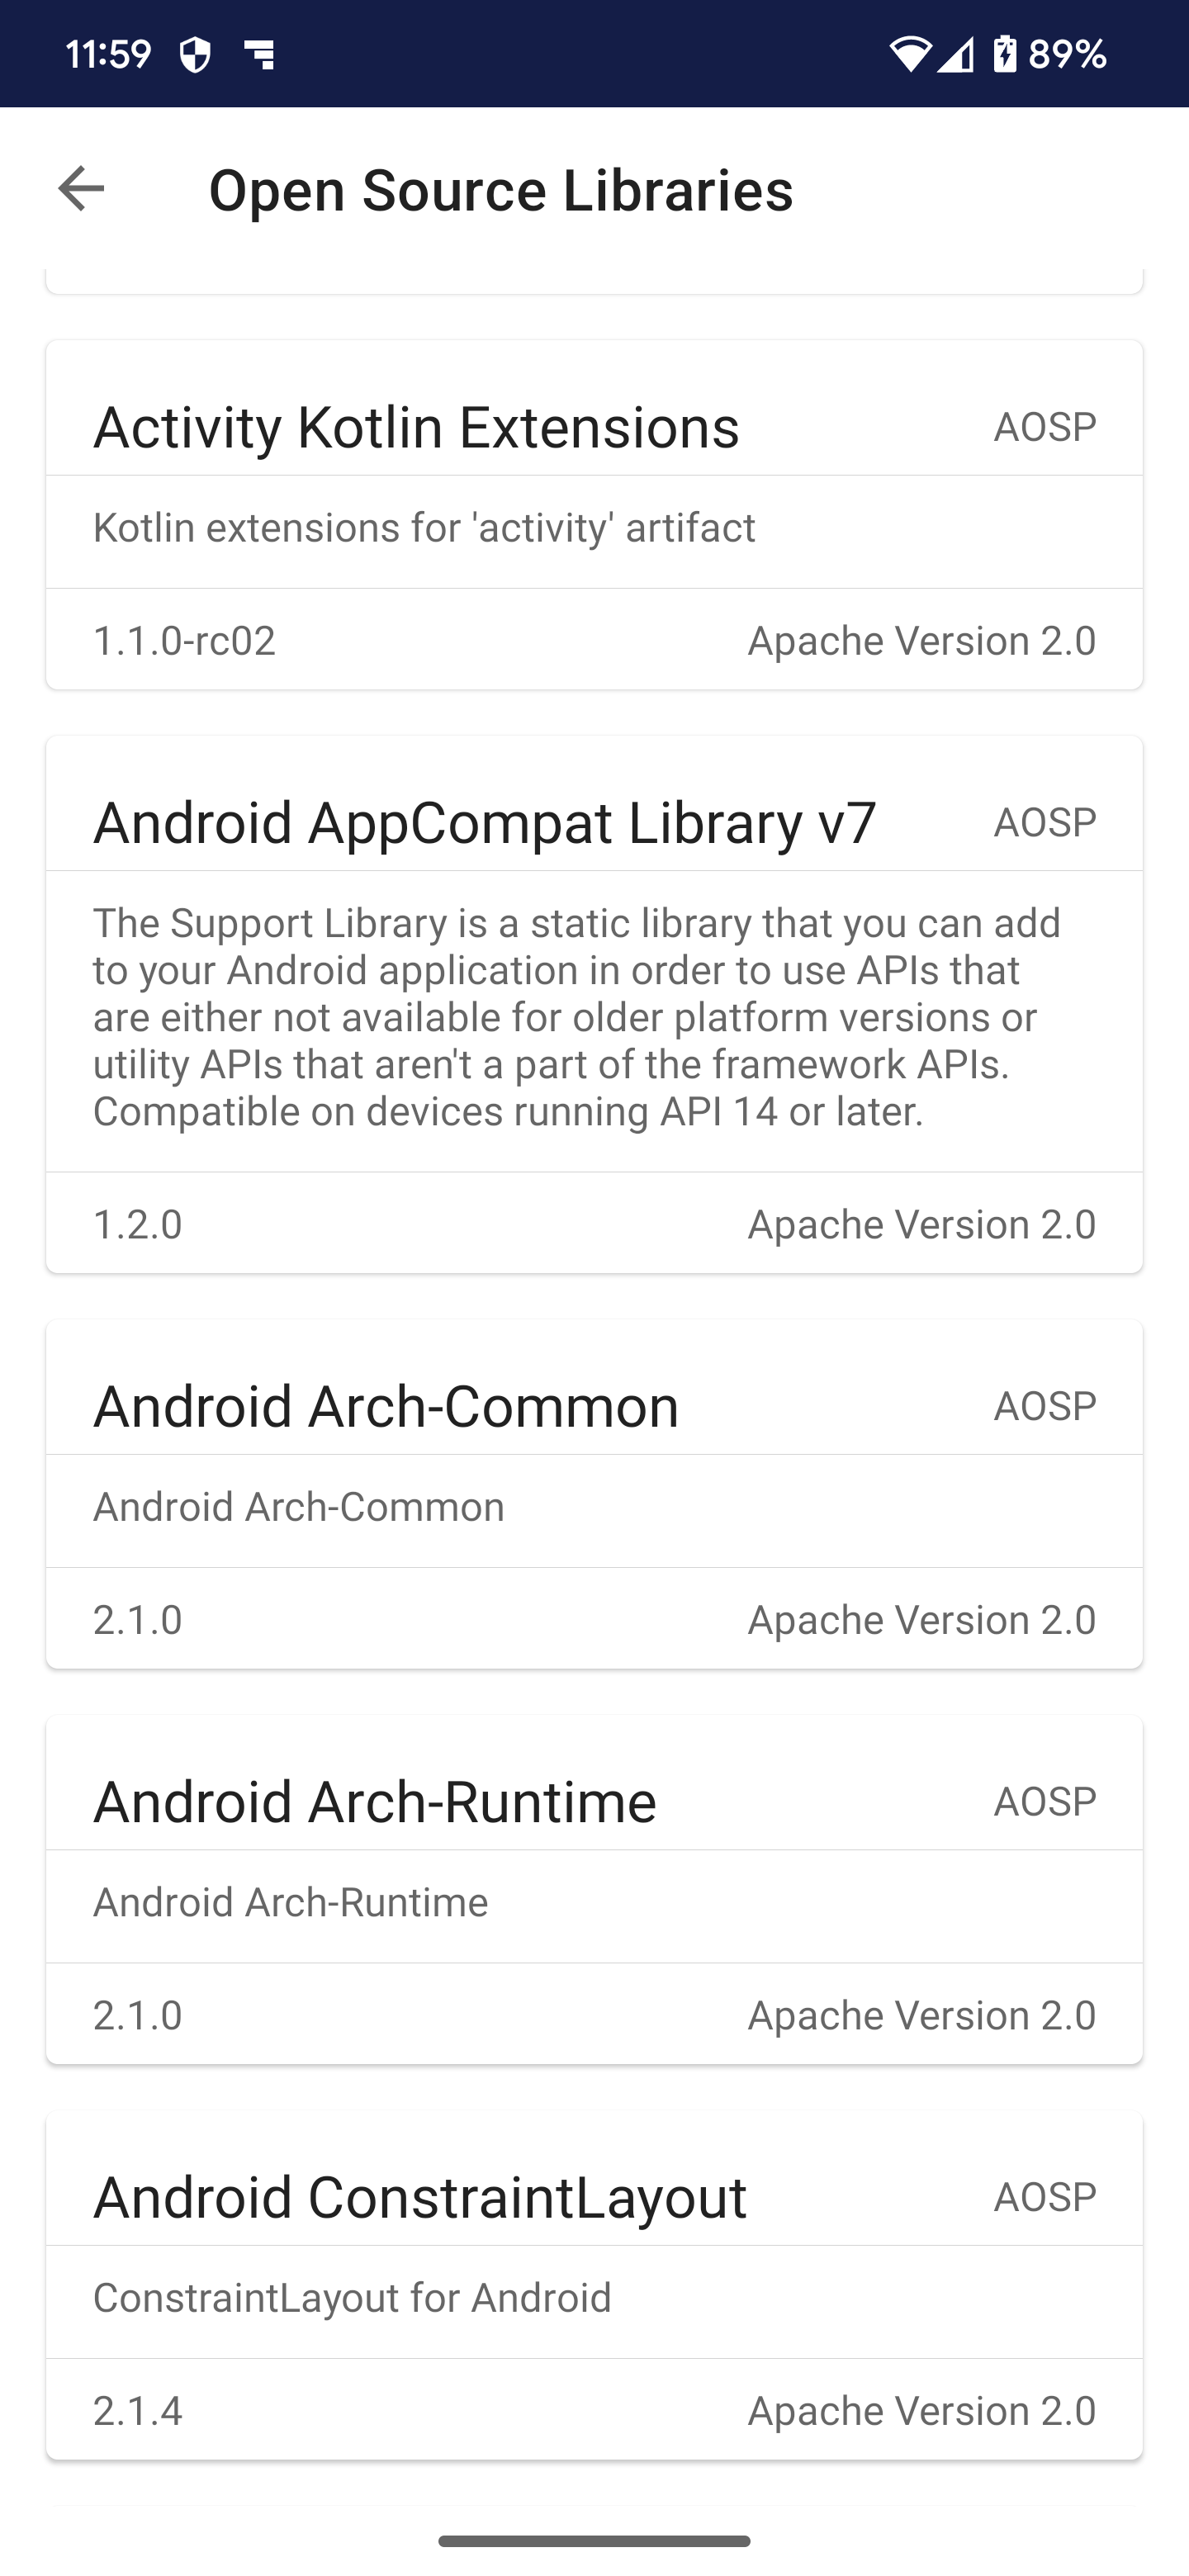 11:59
89%
Open Source Libraries
Activity Kotlin Extensions AOSP
Kotlin extensions for 'activity' artifact
1.1.0-rc02 Apache Version 2.0
Android AppCompat Library v7 AOSP
The Support Library is a static library that you can add
to your Android application in order to use APIs that
are either not available for older platform versions or
utility APIs that aren't a part of the framework APIs.
Compatible on devices running API 14 or later.
1.2.0 Apache Version 2.0
Android Arch-Common AOSP
Android Arch-Common
2.1.0 Apache Version 2.0
Android Arch-Runtime AOSP
Android Arch-Runtime
2.1.0 Apache Version 2.0
Android ConstraintLayout AOSP
ConstraintLayout for Android
2.1.4 Apache Version 2.0